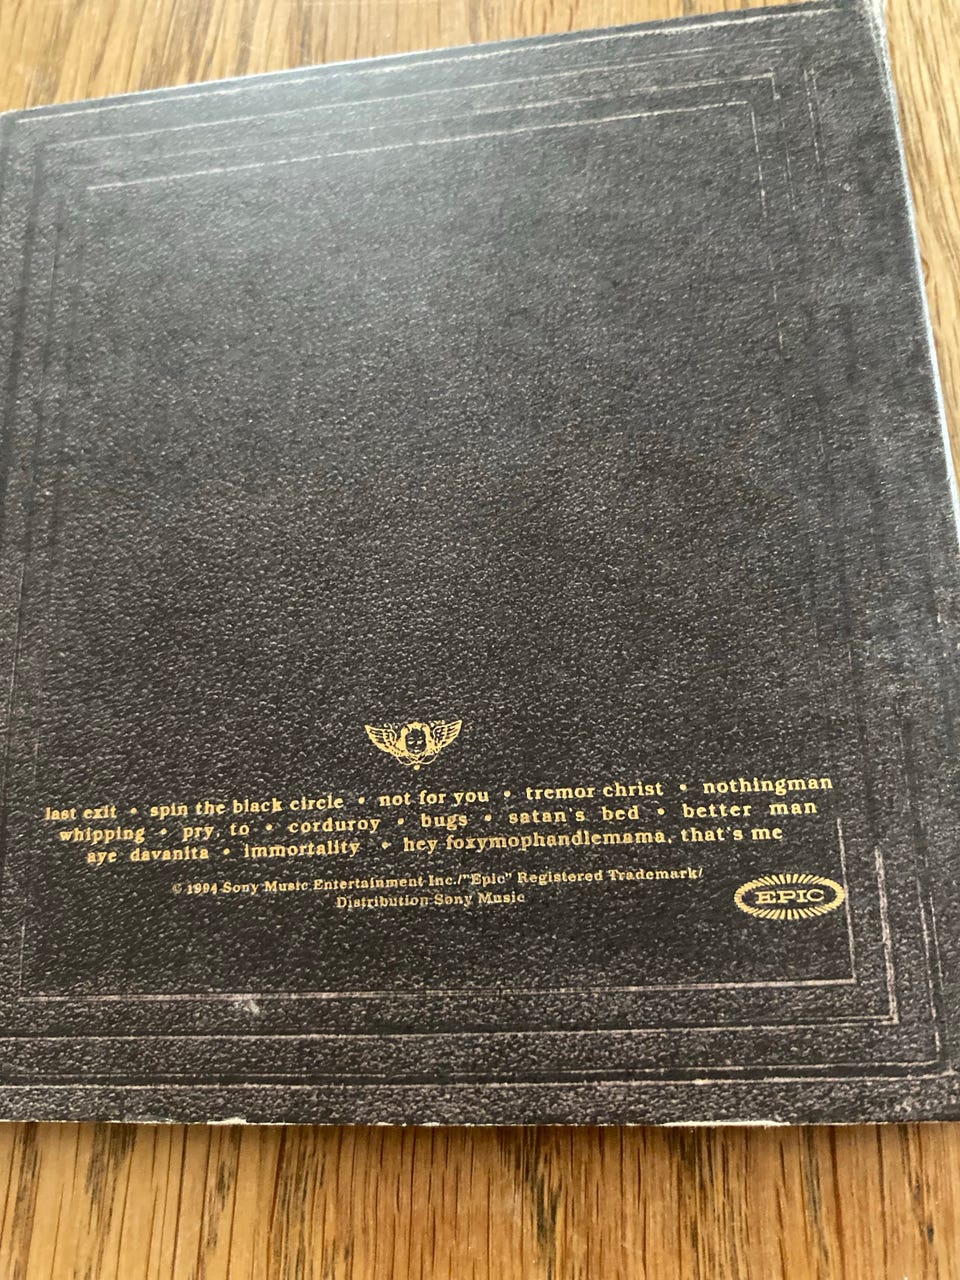 last exit • spin the black circle • not for you • tremor christ • nothingman
whipping • pry, to • corduroy • bugs • satan's bed • better man
aye davanita • immortality • hey foxymophandlemama, that's me
© 1994 Sony Music Entertainment Inc./"Epic" Registered Trademark/
Distribution Sony Music
EPIC